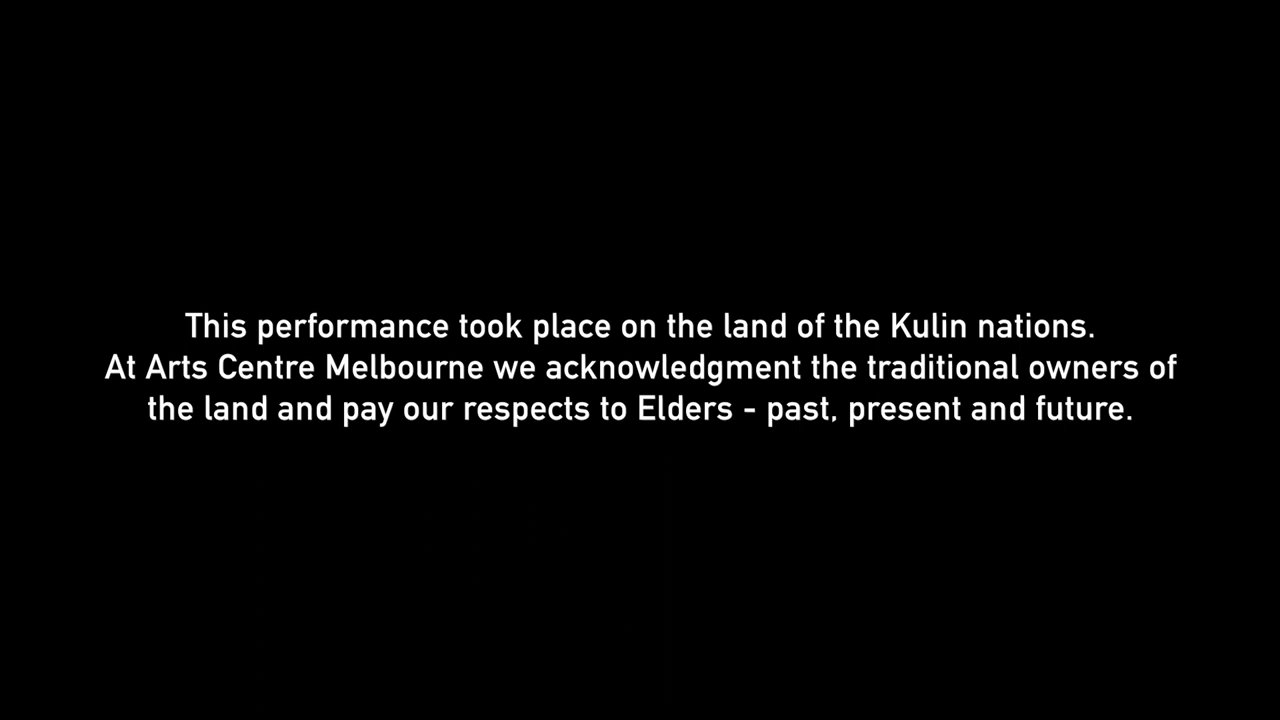 This performance took place on the land of the Kulin nations.
At Arts Centre Melbourne we acknowledgment the traditional owners of
the land and pay our respects to Elders - past, present and future.